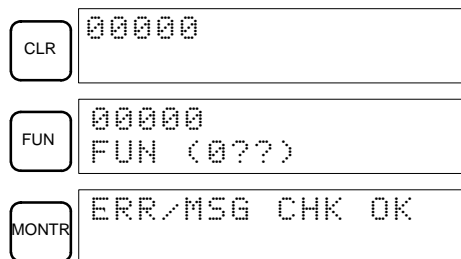 CLR
00000
FUN
00000
FUN (0??)
MONTR
ERR/MSG CHK OK